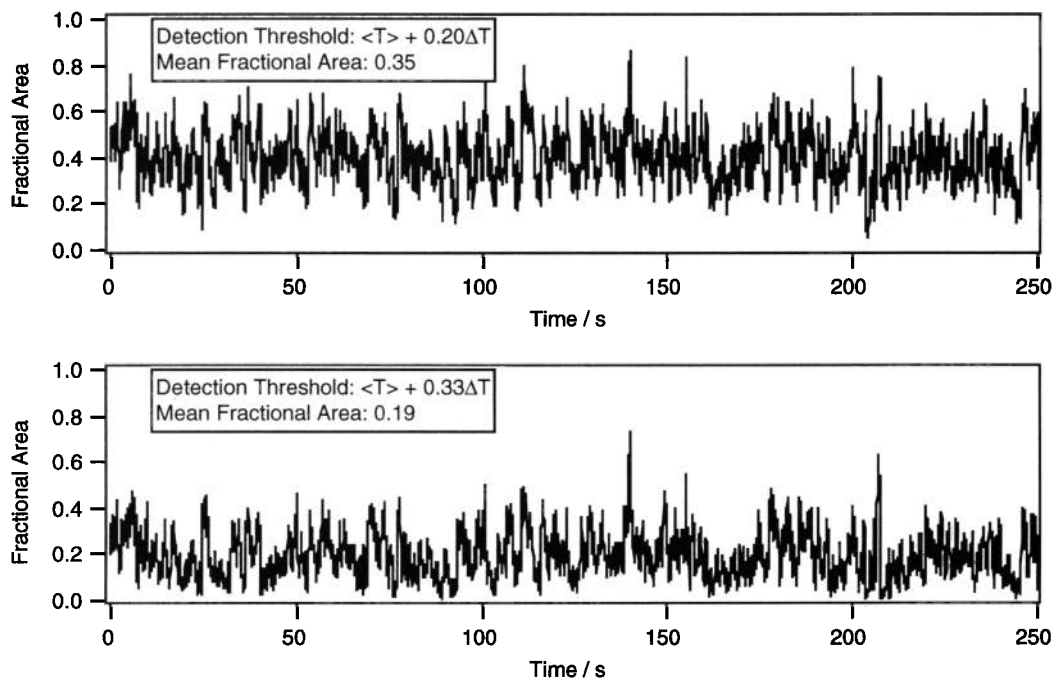 1.0
0.8
0.6
0.4
0.2
0.0
Fractional Area
Detection Threshold: <T> + 0.20ΔT
Mean Fractional Area: 0.35
0 50 100 150 200 250
Time / s
1.0
0.8
0.6
0.4
0.2
0.0
Fractional Area
Detection Threshold: <T> + 0.33ΔT
Mean Fractional Area: 0.19
0 50 100 150 200 250
Time / s